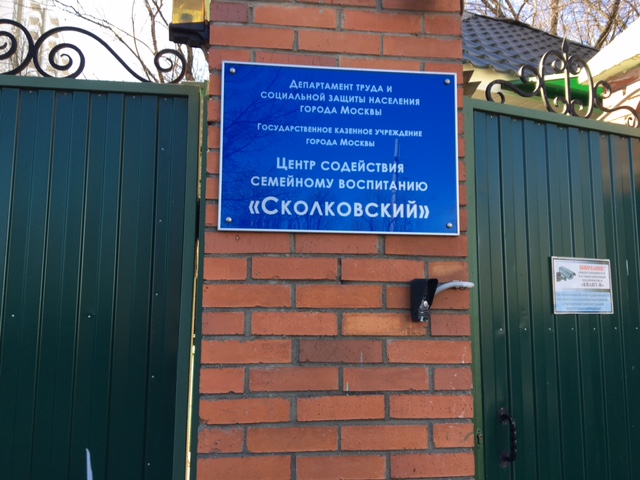 Департамент труда и
социальной защиты населения
города Москвы
Государственное казенное учреждение
города Москвы
Центр содействия
семейному воспитанию
«Сколковский»